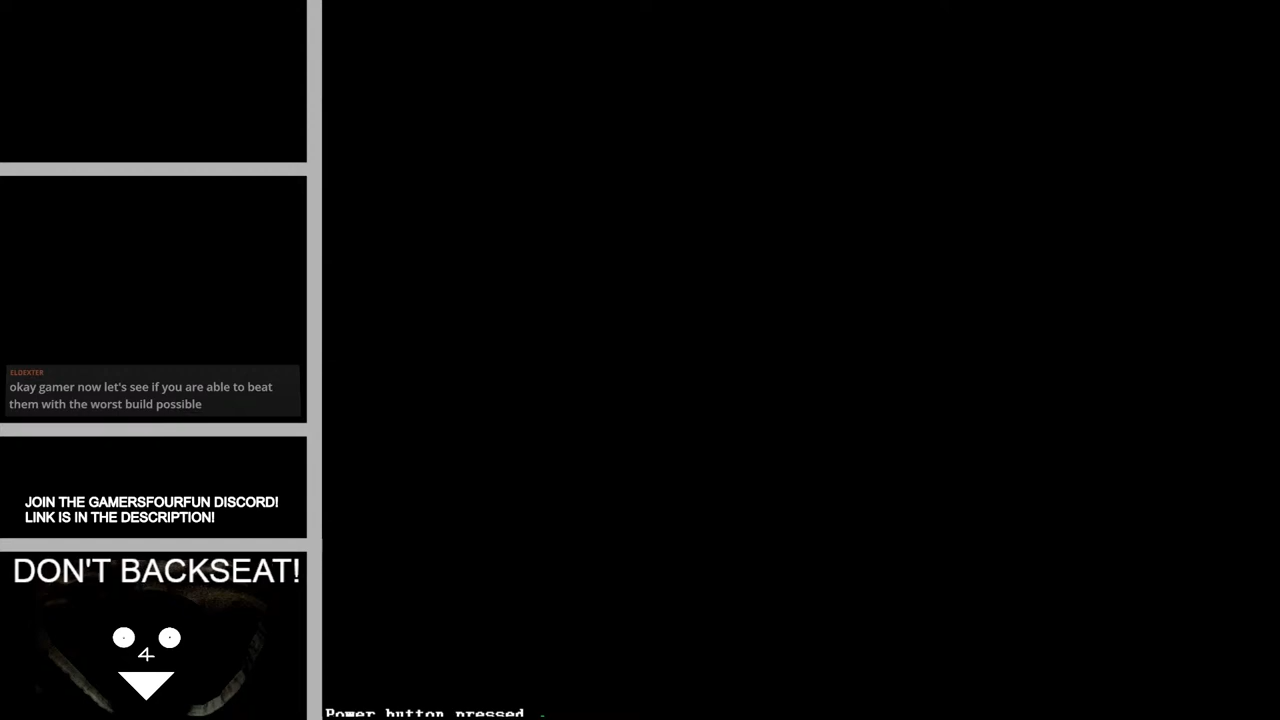 ELDEXTER
okay gamer now let's see if you are able to beat
them with the worst build possible
JOIN THE GAMERSFOURFUN DISCORD!
LINK IS IN THE DESCRIPTION!
DON'T BACKSEAT!
4
Power button pressed